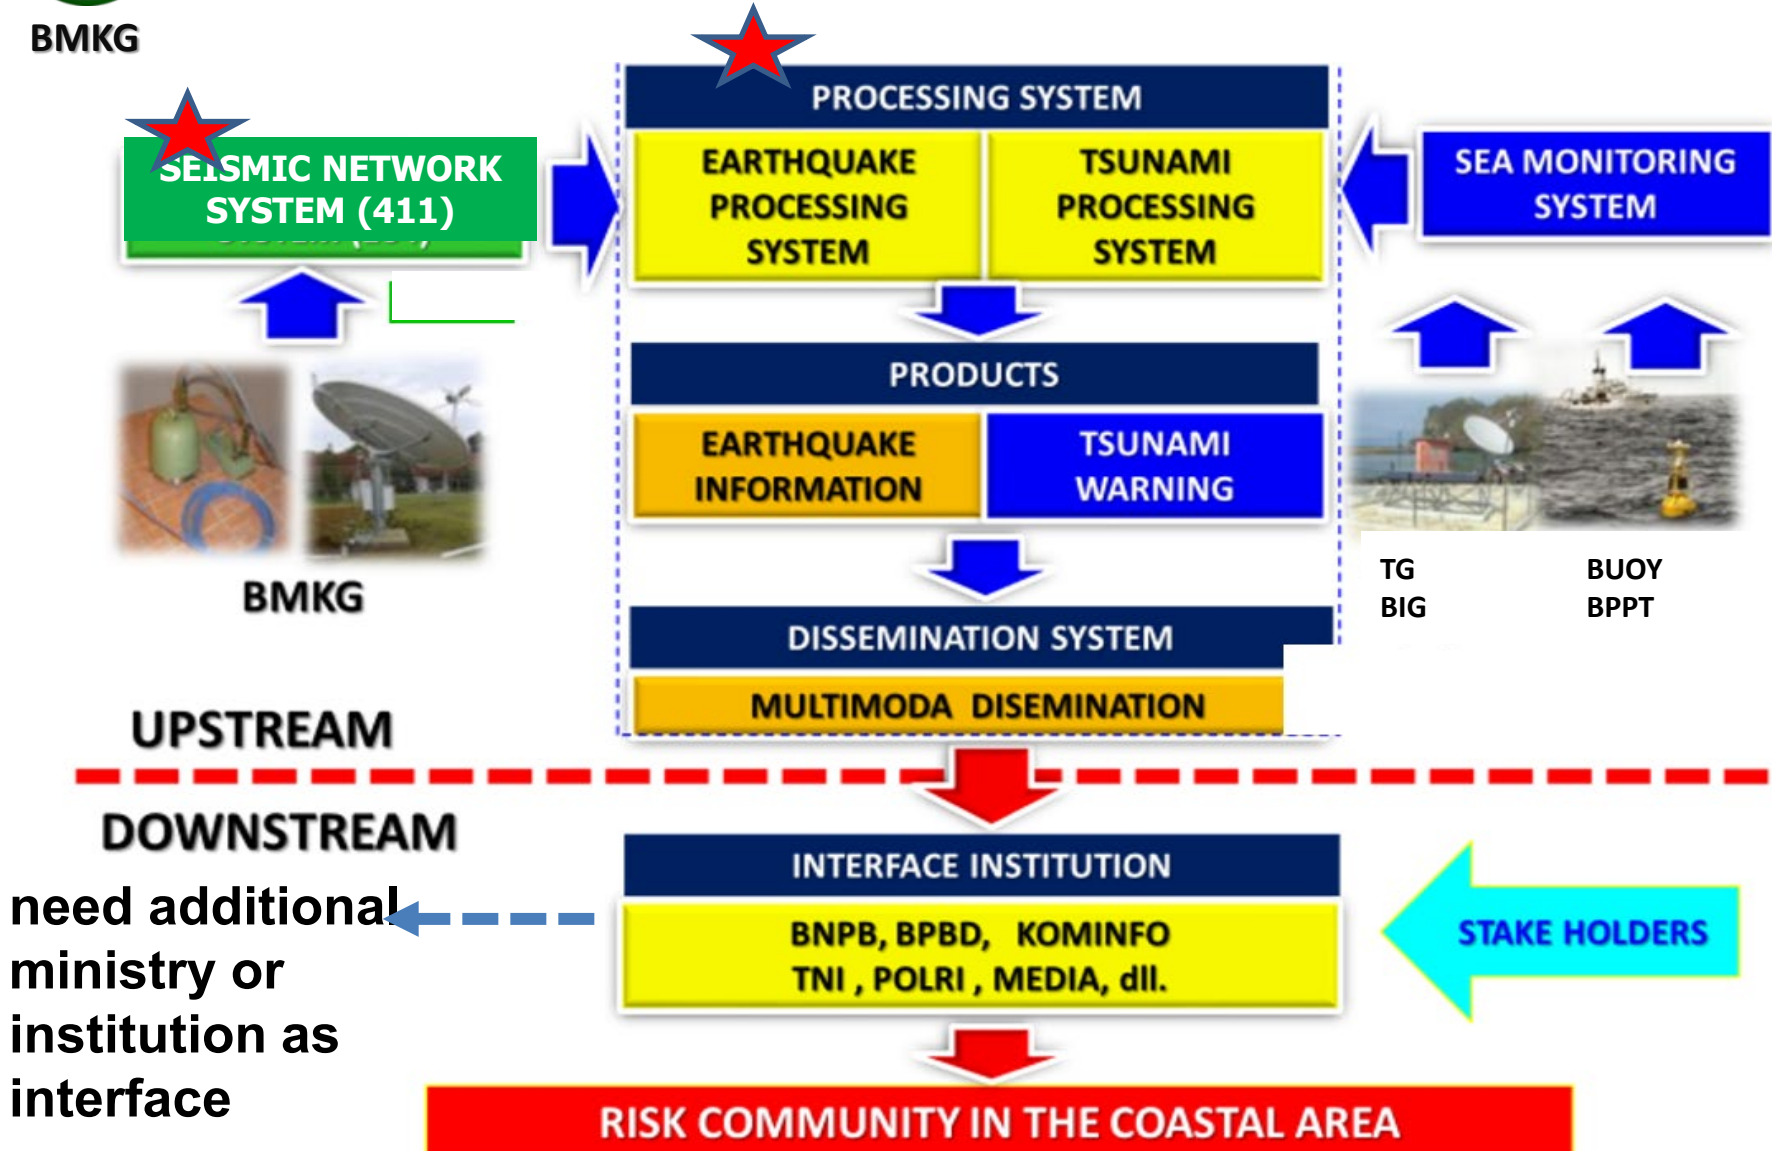 BMKG
PROCESSING SYSTEM
SEISMIC NETWORK
SYSTEM (411)
EARTHQUAKE
PROCESSING
SYSTEM
TSUNAMI
PROCESSING
SYSTEM
SEA MONITORING
SYSTEM
PRODUCTS
EARTHQUAKE
INFORMATION
TSUNAMI
WARNING
BMKG
TG
BIG
BUOY
BPPT
DISSEMINATION SYSTEM
MULTIMODA DISEMINATION
UPSTREAM
DOWNSTREAM
INTERFACE INSTITUTION
BNPB, BPBD, KOMINFO
TNI , POLRI , MEDIA, dll.
STAKE HOLDERS
need additional
ministry or
institution as
interface
RISK COMMUNITY IN THE COASTAL AREA